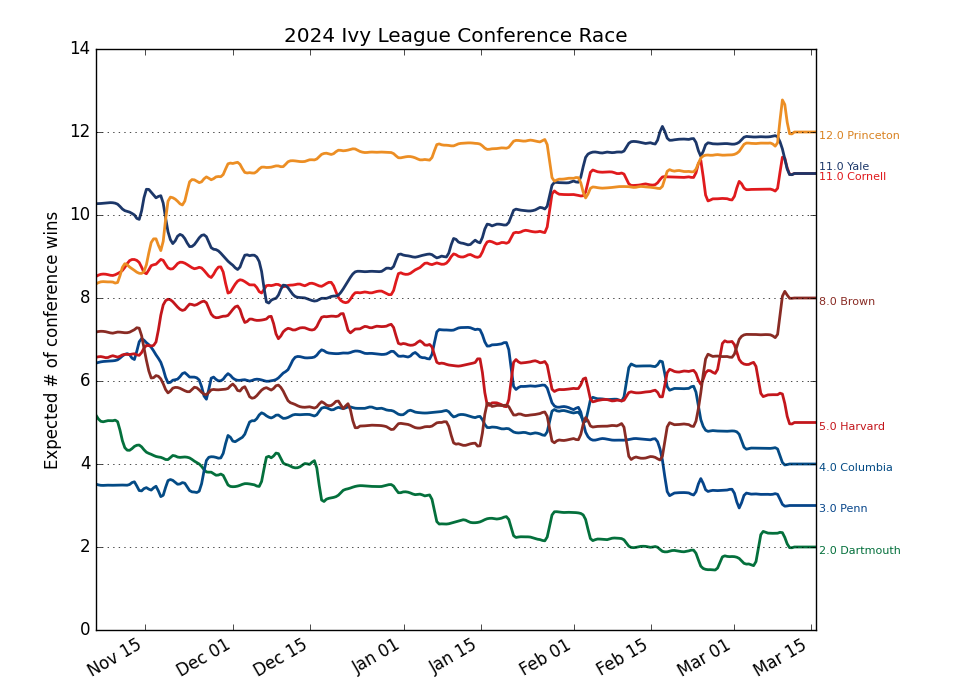 2024 Ivy League Conference Race
Expected # of conference wins
14
12
10
8
6
4
2
0
12.0 Princeton
11.0 Yale
11.0 Cornell
8.0 Brown
5.0 Harvard
4.0 Columbia
3.0 Penn
2.0 Dartmouth
Nov 15
Dec 01
Dec 15
Jan 01
Jan 15
Feb 01
Feb 15
Mar 01
Mar 15